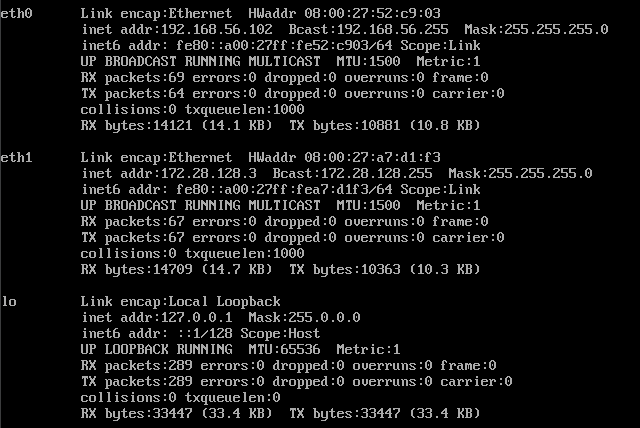 eth0 Link encap:Ethernet HWaddr 08:00:27:52:c9:03
inet addr:192.168.56.102 Bcast:192.168.56.255 Mask:255.255.255.0
inet6 addr: fe80::a00:27ff:fe52:c903/64 Scope:Link
UP BROADCAST RUNNING MULTICAST MTU:1500 Metric:1
RX packets:69 errors:0 dropped:0 overruns:0 frame:0
TX packets:64 errors:0 dropped:0 overruns:0 carrier:0
collisions:0 txqueuelen:1000
RX bytes:14121 (14.1 KB) TX bytes:10881 (10.8 KB)
eth1 Link encap:Ethernet HWaddr 08:00:27:a7:d1:f3
inet addr:172.28.128.3 Bcast:172.28.128.255 Mask:255.255.255.0
inet6 addr: fe80::a00:27ff:fea7:d1f3/64 Scope:Link
UP BROADCAST RUNNING MULTICAST MTU:1500 Metric:1
RX packets:67 errors:0 dropped:0 overruns:0 frame:0
TX packets:67 errors:0 dropped:0 overruns:0 carrier:0
collisions:0 txqueuelen:1000
RX bytes:14709 (14.7 KB) TX bytes:10363 (10.3 KB)
lo Link encap:Local Loopback
inet addr:127.0.0.1 Mask:255.0.0.0
inet6 addr: ::1/128 Scope:Host
UP LOOPBACK RUNNING MTU:65536 Metric:1
RX packets:289 errors:0 dropped:0 overruns:0 frame:0
TX packets:289 errors:0 dropped:0 overruns:0 carrier:0
collisions:0 txqueuelen:0
RX bytes:33447 (33.4 KB) TX bytes:33447 (33.4 KB)